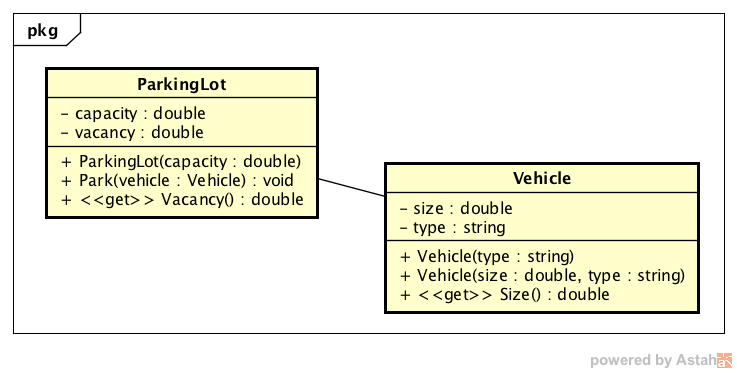 pkg
ParkingLot
- capacity : double
- vacancy : double
+ ParkingLot(capacity : double)
+ Park(vehicle : Vehicle) : void
+ <<get>> Vacancy() : double
Vehicle
- size : double
- type : string
+ Vehicle(type : string)
+ Vehicle(size : double, type : string)
+ <<get>> Size() : double
powered by Astah